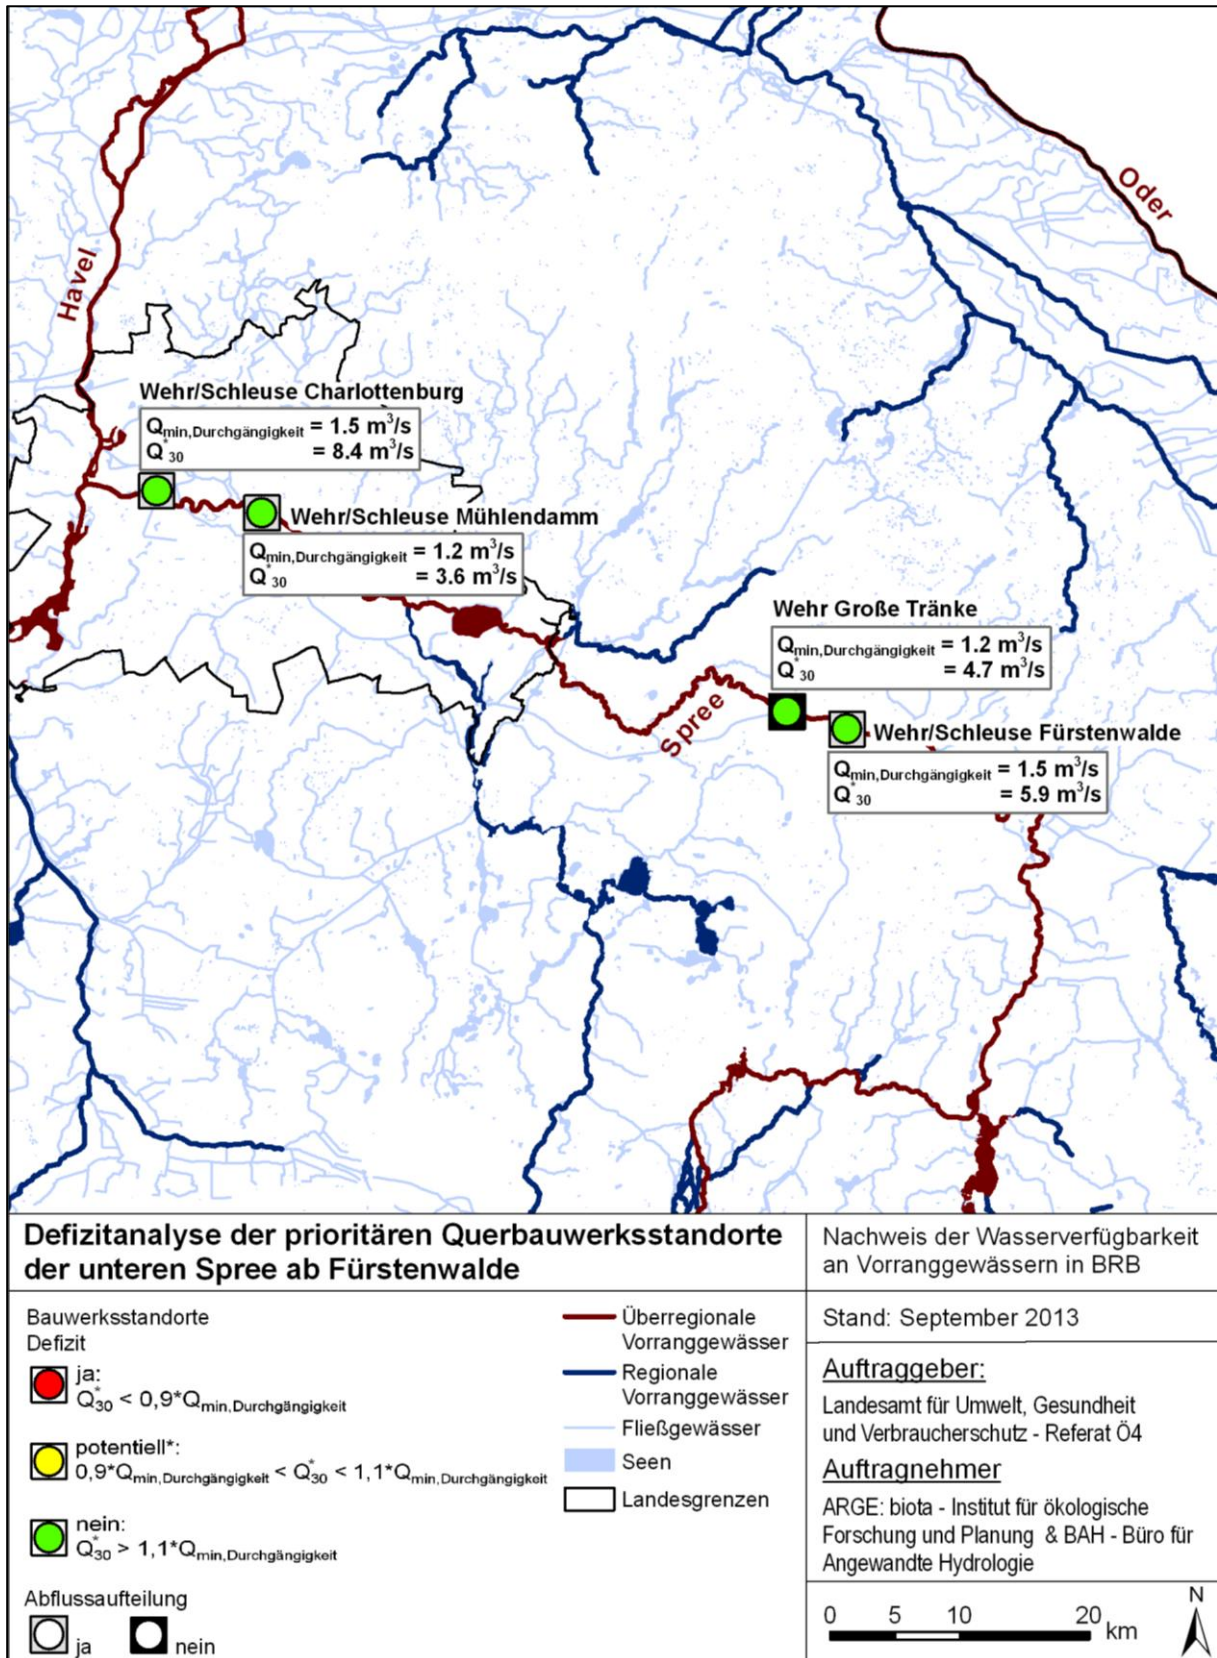 Oder
Havel
Wehr/Schleuse Charlottenburg
Qmin,Durchgängigkeit = 1.5 m³/s
Q*30 = 8.4 m³/s
Wehr/Schleuse Mühlendamm
Qmin,Durchgängigkeit = 1.2 m³/s
Q*30 = 3.6 m³/s
Wehr Große Tränke
Qmin,Durchgängigkeit = 1.2 m³/s
Q*30 = 4.7 m³/s
Spree
Wehr/Schleuse Fürstenwalde
Qmin,Durchgängigkeit = 1.5 m³/s
Q*30 = 5.9 m³/s
Defizitanalyse der prioritären Querbauwerksstandorte
der unteren Spree ab Fürstenwalde
Bauwerksstandorte
Defizit
ja:
Q*30 < 0,9*Qmin,Durchgängigkeit
potentiell*:
0,9*Qmin,Durchgängigkeit < Q*30 < 1,1*Qmin,Durchgängigkeit
nein:
Q*30 > 1,1*Qmin,Durchgängigkeit
Abflussaufteilung
ja nein
Überregionale
Vorranggewässer
Regionale
Vorranggewässer
Fließgewässer
Seen
Landesgrenzen
Nachweis der Wasserverfügbarkeit
an Vorranggewässern in BRB
Stand: September 2013
Auftraggeber:
Landesamt für Umwelt, Gesundheit
und Verbraucherschutz - Referat Ö4
Auftragnehmer
ARGE: biota - Institut für ökologische
Forschung und Planung & BAH - Büro für
Angewandte Hydrologie
0 5 10 20 km
N